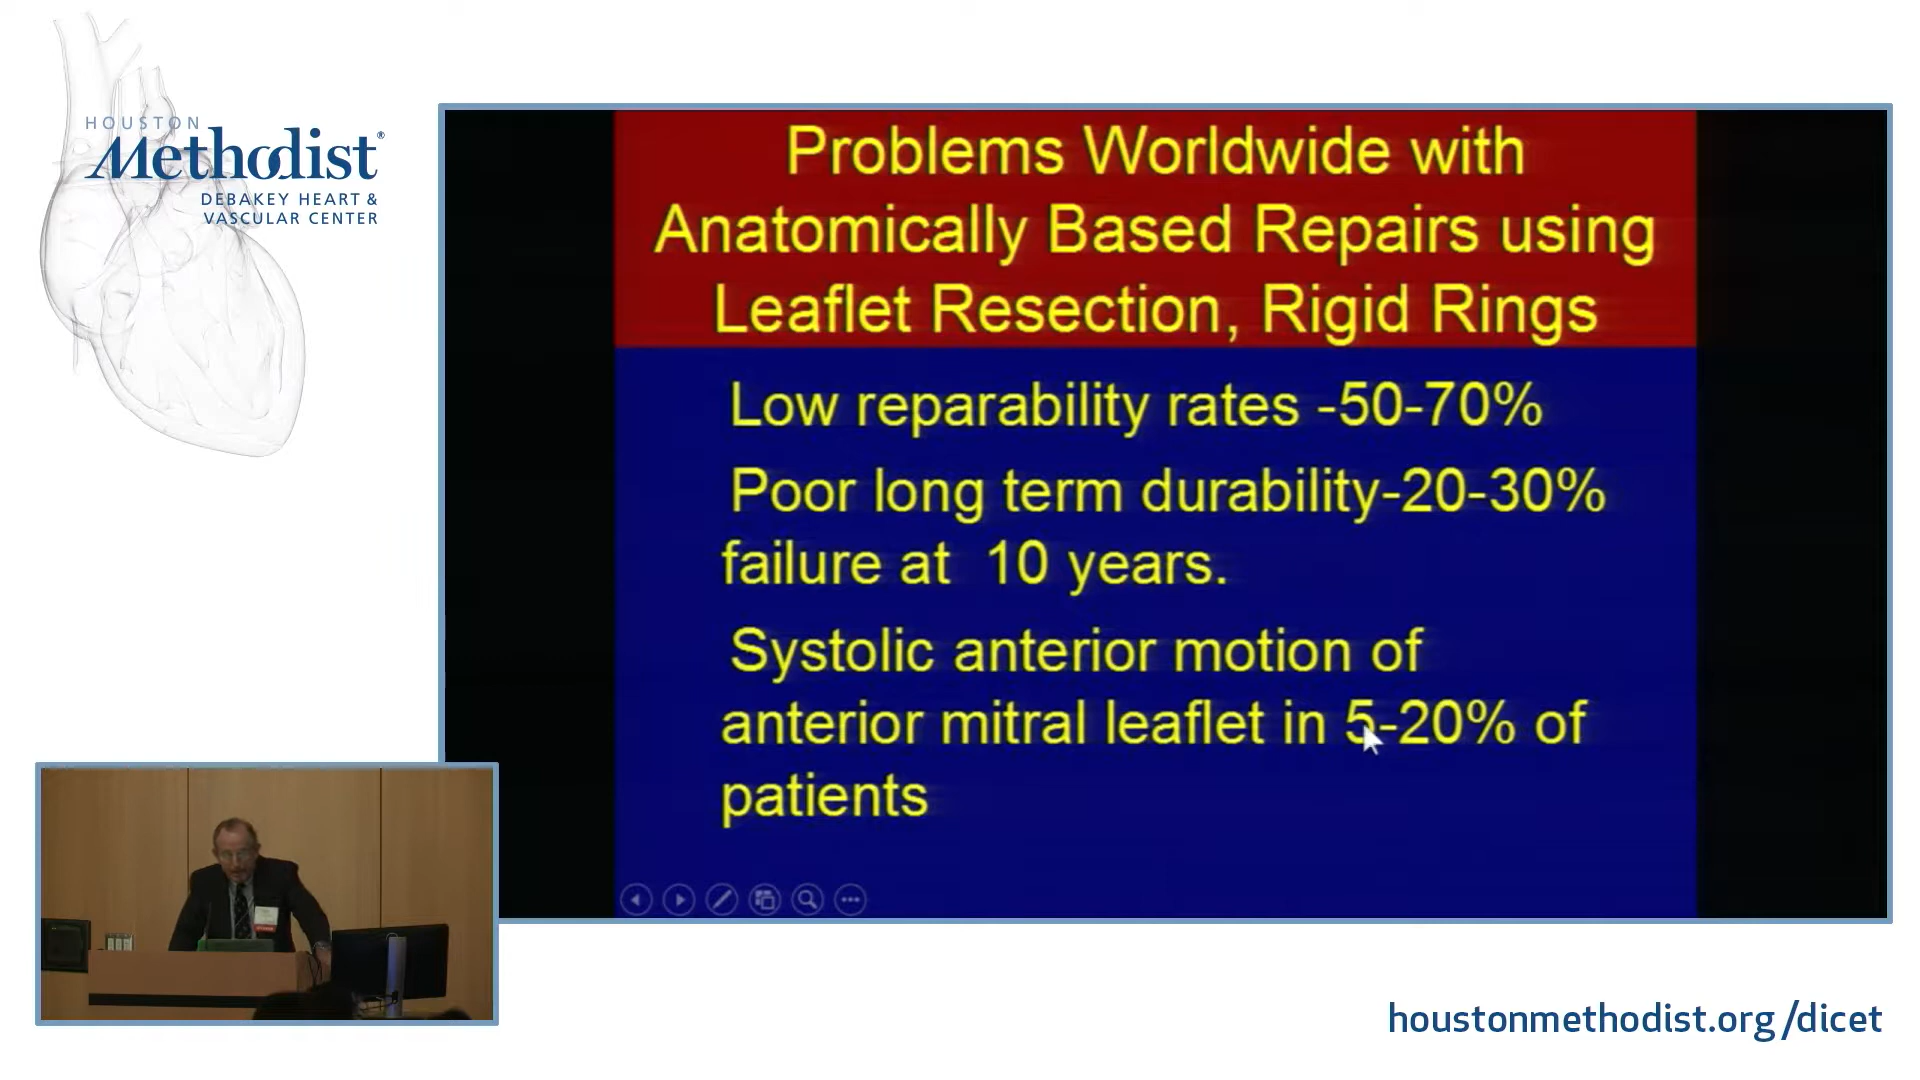 HOUSTON
Methodist®
DEBAKEY HEART &
VASCULAR CENTER
Problems Worldwide with
Anatomically Based Repairs using
Leaflet Resection, Rigid Rings
Low reparability rates -50-70%
Poor long term durability-20-30%
failure at 10 years.
Systolic anterior motion of
anterior mitral leaflet in 5-20% of
patients
houstonmethodist.org/dicet